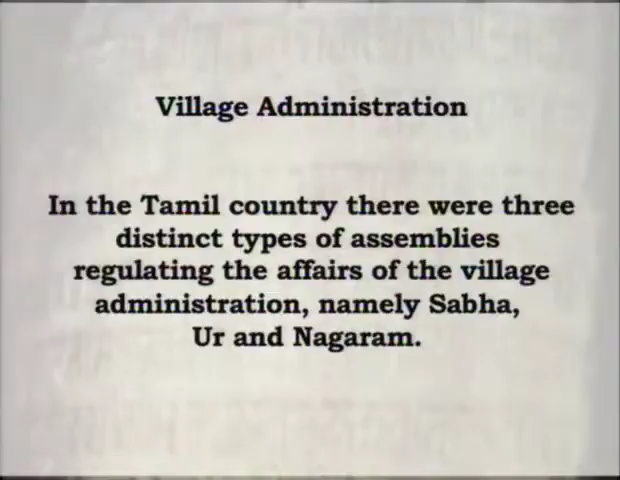 Village Administration
In the Tamil country there were three
distinct types of assemblies
regulating the affairs of the village
administration, namely Sabha,
Ur and Nagaram.